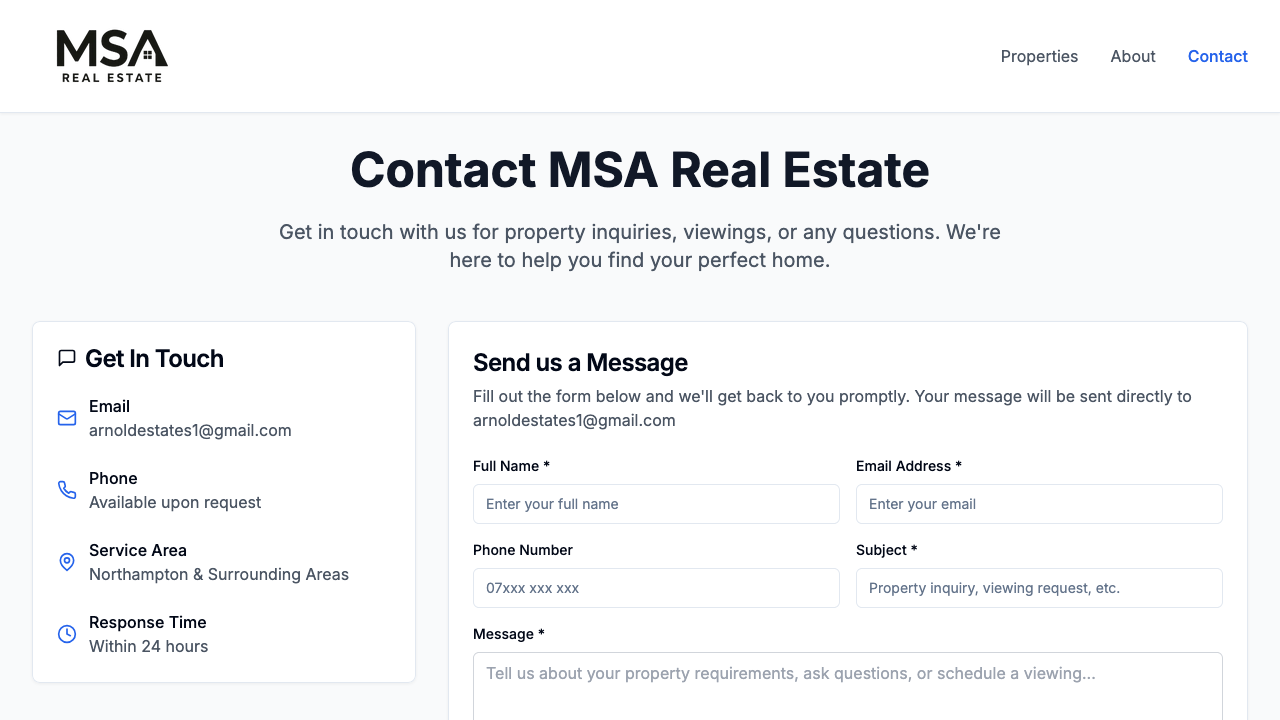 MSA
REAL ESTATE
Properties
About
Contact
Contact MSA Real Estate
Get in touch with us for property inquiries, viewings, or any questions. We're
here to help you find your perfect home.
Get In Touch
Email
arnoldestates1@gmail.com
Phone
Available upon request
Service Area
Northampton & Surrounding Areas
Response Time
Within 24 hours
Send us a Message
Fill out the form below and we'll get back to you promptly. Your message will be sent directly to
arnoldestates1@gmail.com
Full Name *
Email Address *
Enter your full name
Enter your email
Phone Number
Subject *
07xxx xxx xxx
Property inquiry, viewing request, etc.
Message *
Tell us about your property requirements, ask questions, or schedule a viewing...